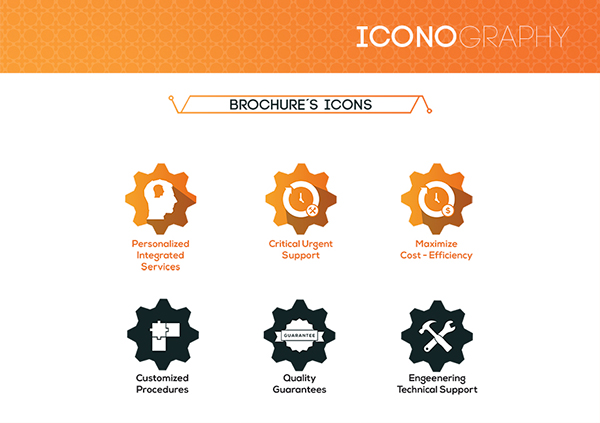 ICONOGRAPHY
BROCHURE´S ICONS
Personalized
Integrated
Services
Critical Urgent
Support
$
Maximize
Cost - Efficiency
Customized
Procedures
GUARANTEE
Quality
Guarantees
Engeenering
Technical Support